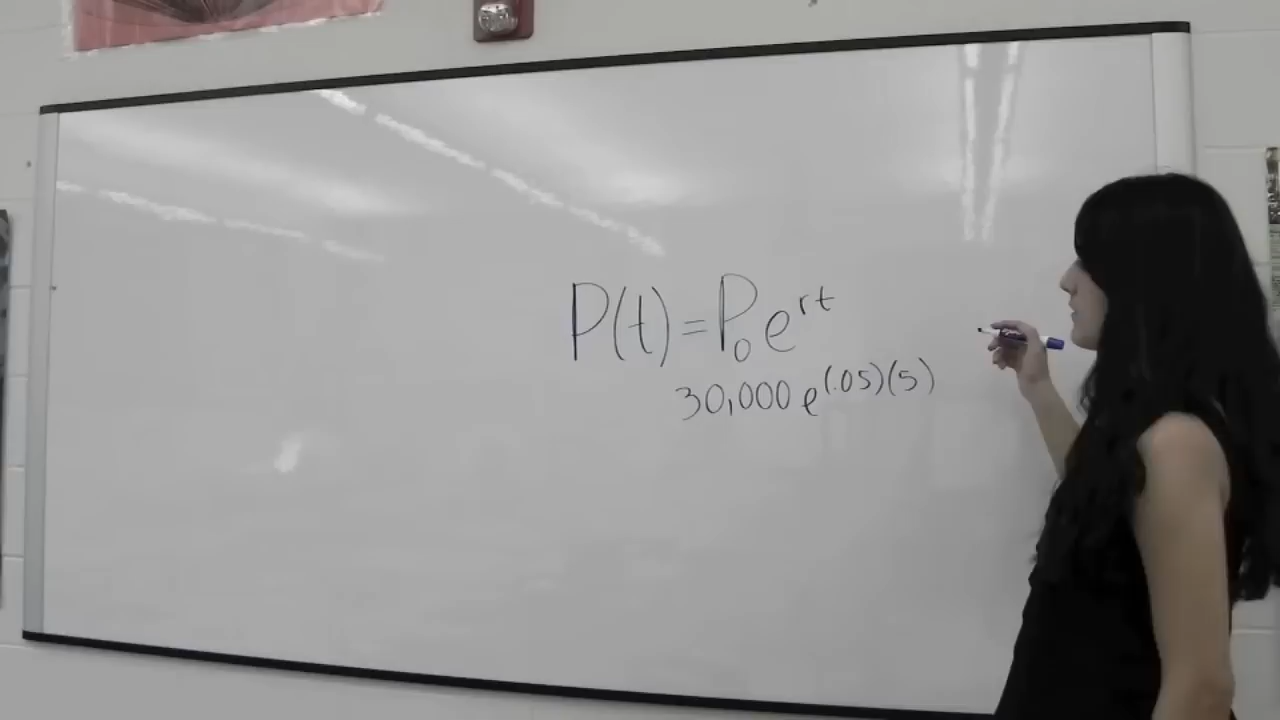 P(t) = P₀e^rt
30,000 e^(.05)(5)